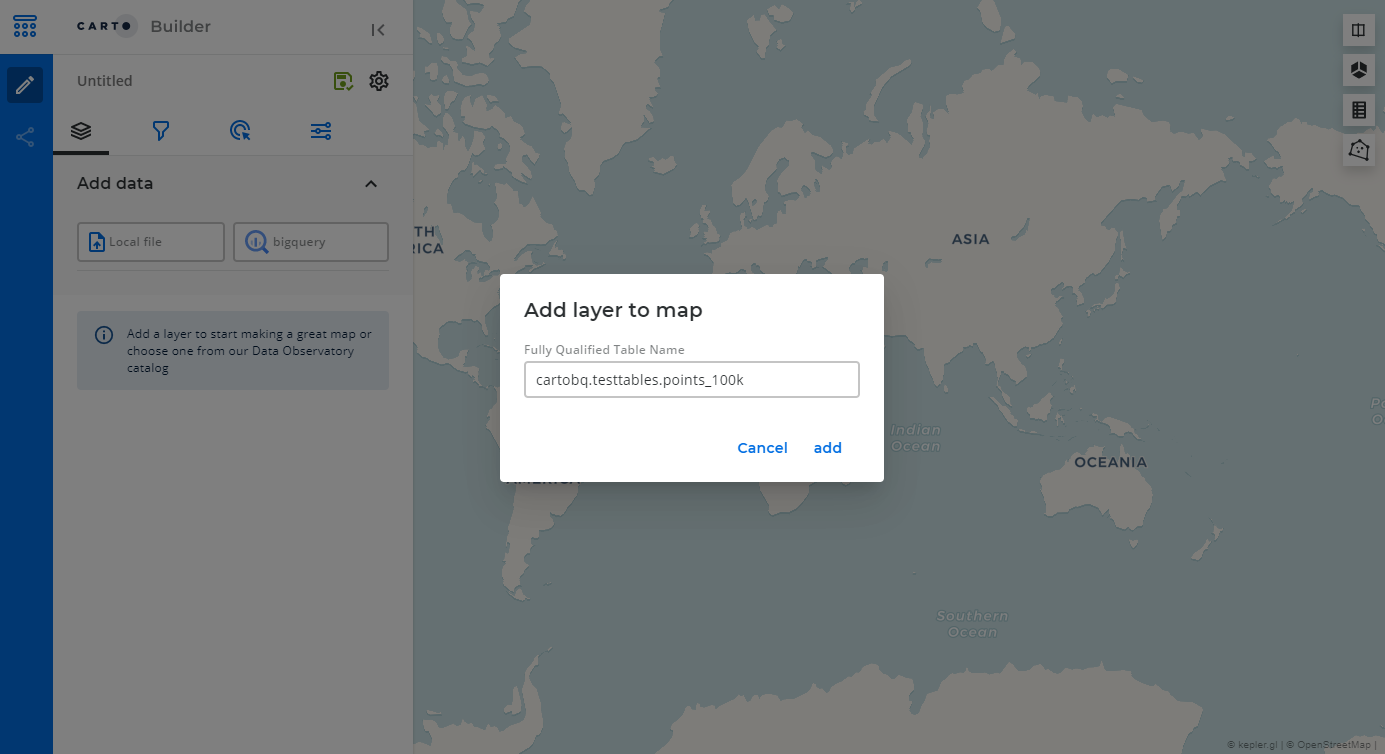 CARTO Builder
Untitled
Add data
Local file
bigquery
Add a layer to start making a great map or
choose one from our Data Observatory
catalog
TH
RICA
ASIA
Add layer to map
Fully Qualified Table Name
cartobq.testtables.points_100k
Cancel
add
Indian
Ocean
OCEANIA
AMERICA
Southern
Ocean
© kepler.gl | © OpenStreetMap |